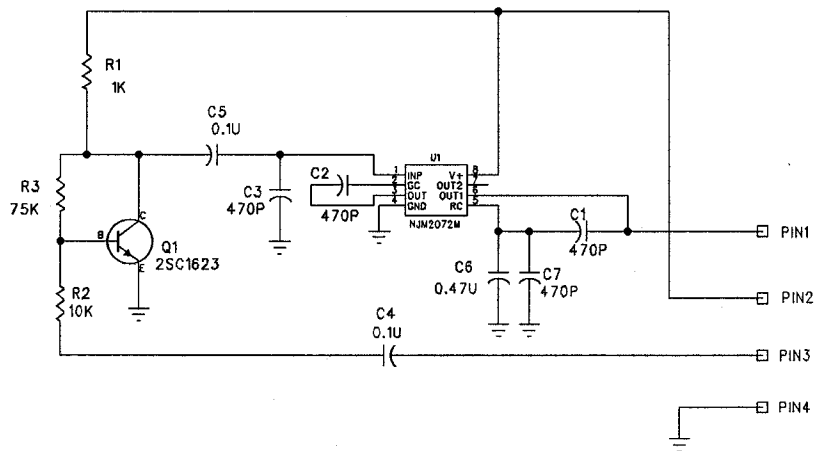 R1
1K
C5
0.1U
R3
75K
C3
470P
C2
470P
U1
1
2
3
4
INP
GC
OUT
GND
V+
OUT2
OUT1
RC
8
7
6
5
NJM2072M
C
B
E
Q1
2SC1623
R2
10K
C1
470P
C6
0.47U
C7
470P
C4
0.1U
PIN1
PIN2
PIN3
PIN4